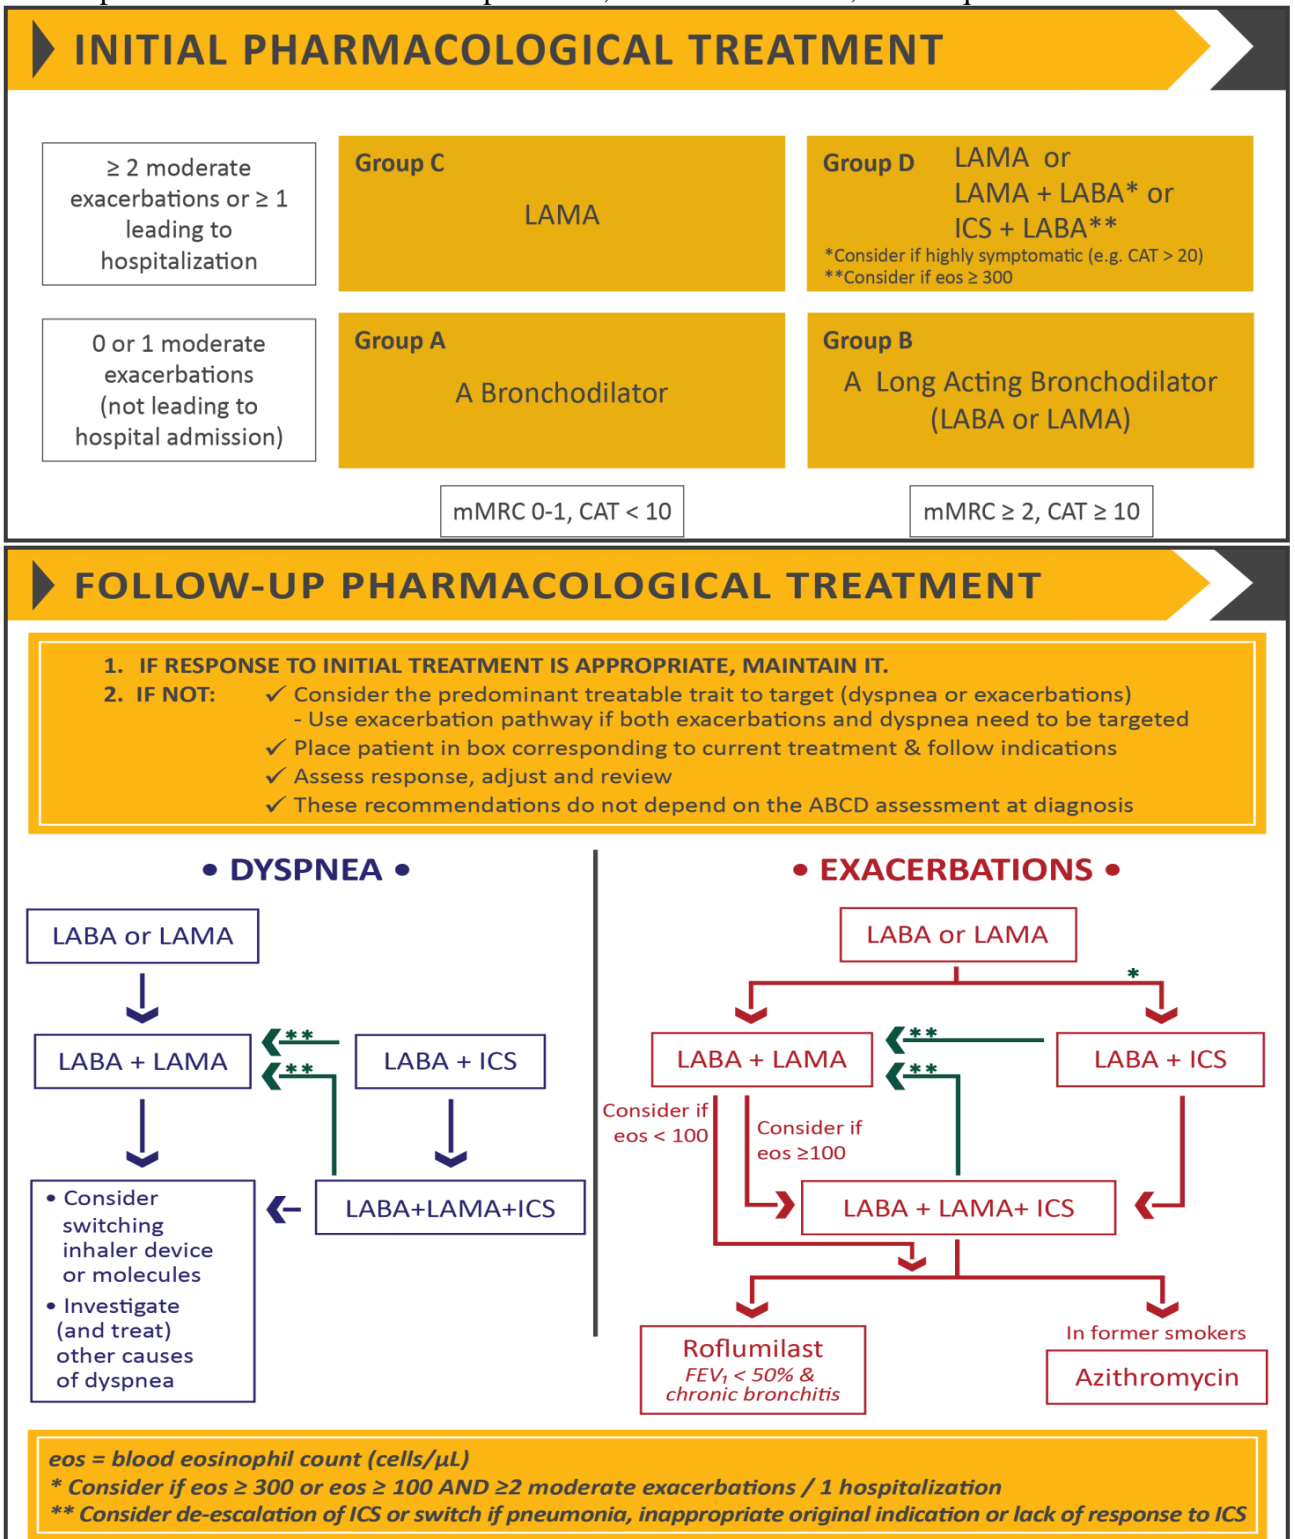 INITIAL PHARMACOLOGICAL TREATMENT
≥ 2 moderate
exacerbations or ≥ 1
leading to
hospitalization
Group C
LAMA
Group D
LAMA or
LAMA + LABA* or
ICS + LABA**
*Consider if highly symptomatic (e.g. CAT > 20)
**Consider if eos ≥ 300
0 or 1 moderate
exacerbations
(not leading to
hospital admission)
Group A
A Bronchodilator
Group B
A Long Acting Bronchodilator
(LABA or LAMA)
mMRC 0-1, CAT < 10
mMRC ≥ 2, CAT ≥ 10
FOLLOW-UP PHARMACOLOGICAL TREATMENT
1. IF RESPONSE TO INITIAL TREATMENT IS APPROPRIATE, MAINTAIN IT.
2. IF NOT: ✓ Consider the predominant treatable trait to target (dyspnea or exacerbations)
- Use exacerbation pathway if both exacerbations and dyspnea need to be targeted
✓ Place patient in box corresponding to current treatment & follow indications
✓ Assess response, adjust and review
✓ These recommendations do not depend on the ABCD assessment at diagnosis
• DYSPNEA •
LABA or LAMA
LABA + LAMA
**
**
LABA + ICS
• Consider
switching
inhaler device
or molecules
• Investigate
(and treat)
other causes
of dyspnea
LABA+LAMA+ICS
• EXACERBATIONS •
LABA or LAMA
*
LABA + LAMA
**
**
LABA + ICS
Consider if
eos < 100
Consider if
eos ≥100
LABA + LAMA+ ICS
Roflumilast
FEV₁ < 50% &
chronic bronchitis
In former smokers
Azithromycin
eos = blood eosinophil count (cells/μL)
* Consider if eos ≥ 300 or eos ≥ 100 AND ≥2 moderate exacerbations / 1 hospitalization
** Consider de-escalation of ICS or switch if pneumonia, inappropriate original indication or lack of response to ICS